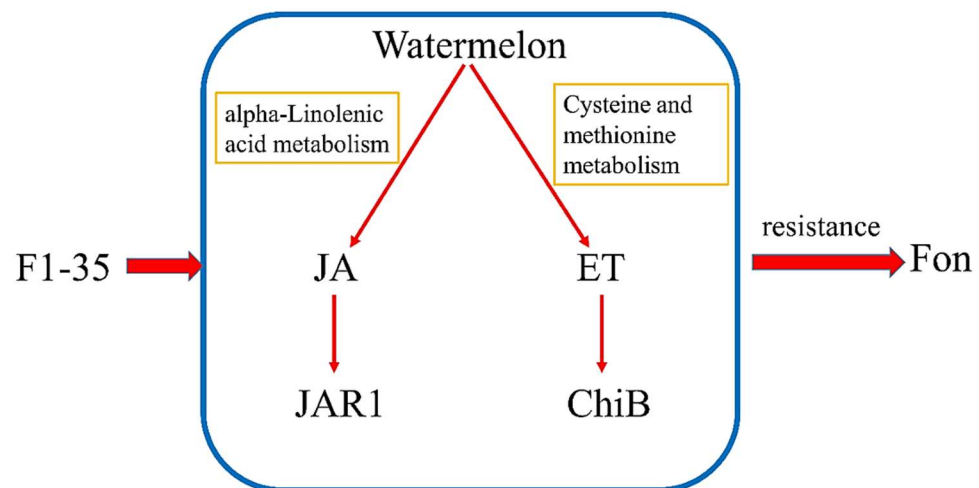 Watermelon
alpha-Linolenic
acid metabolism
Cysteine and
methionine
metabolism
F1-35
JA
ET
resistance
Fon
JAR1
ChiB